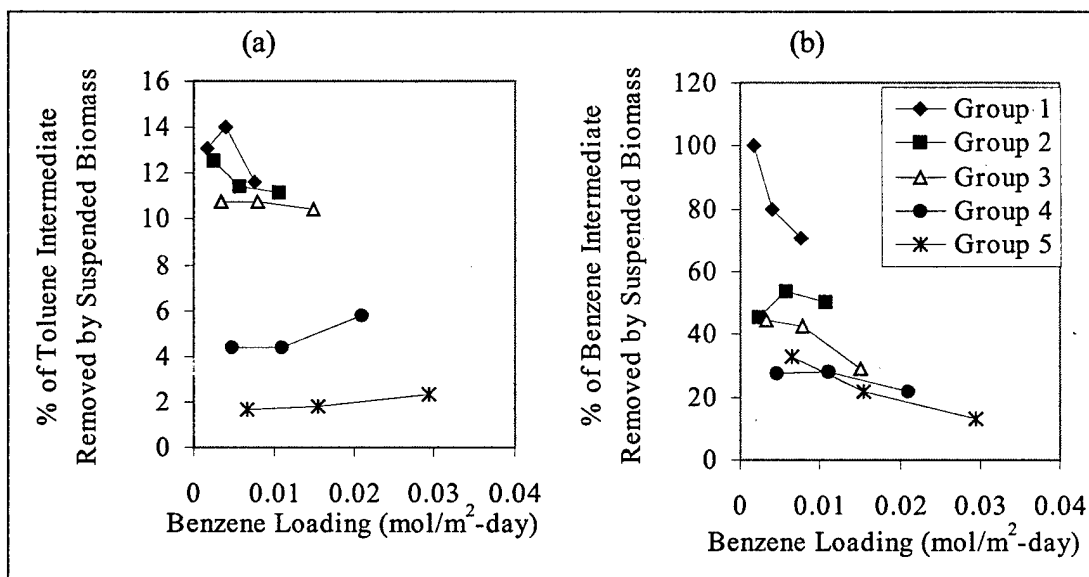 (a)
% of Toluene Intermediate
Removed by Suspended Biomass
16
14
12
10
8
6
4
2
0
0 0.01 0.02 0.03 0.04
Benzene Loading (mol/m²-day)
(b)
% of Benzene Intermediate
Removed by Suspended Biomass
120
100
80
60
40
20
0
0 0.01 0.02 0.03 0.04
Benzene Loading (mol/m²-day)
Group 1
Group 2
Group 3
Group 4
Group 5